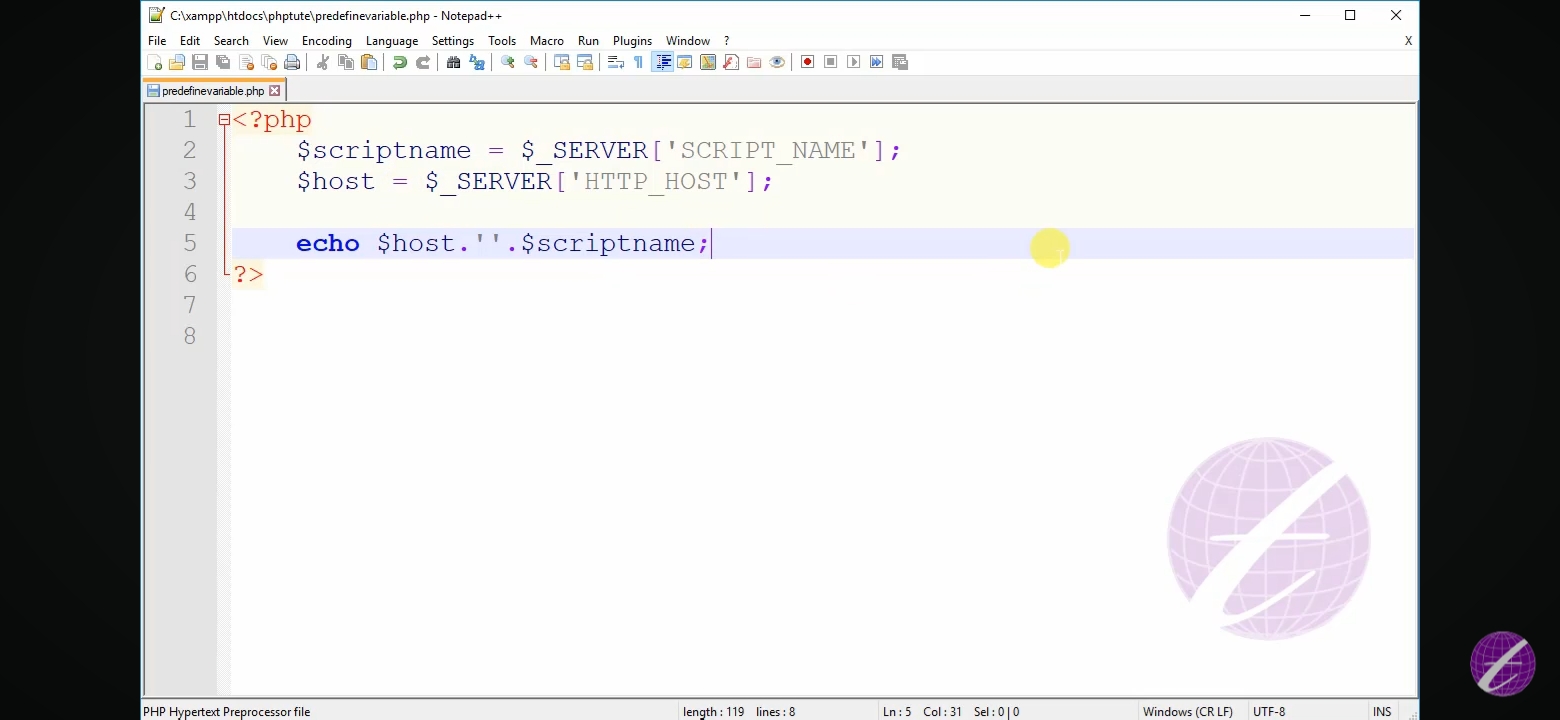 C:\xampp\htdocs\phptute\predefinevariable.php - Notepad++
File Edit Search View Encoding Language Settings Tools Macro Run Plugins Window ? X
predefinevariable.php
1 <?php
2 $scriptname = $_SERVER['SCRIPT_NAME'];
3 $host = $_SERVER['HTTP_HOST'];
4
5 echo $host.''.$scriptname;
6 ?>
7
8
PHP Hypertext Preprocessor file length : 119 lines : 8 Ln : 5 Col : 31 Sel : 0 | 0 Windows (CR LF) UTF-8 INS